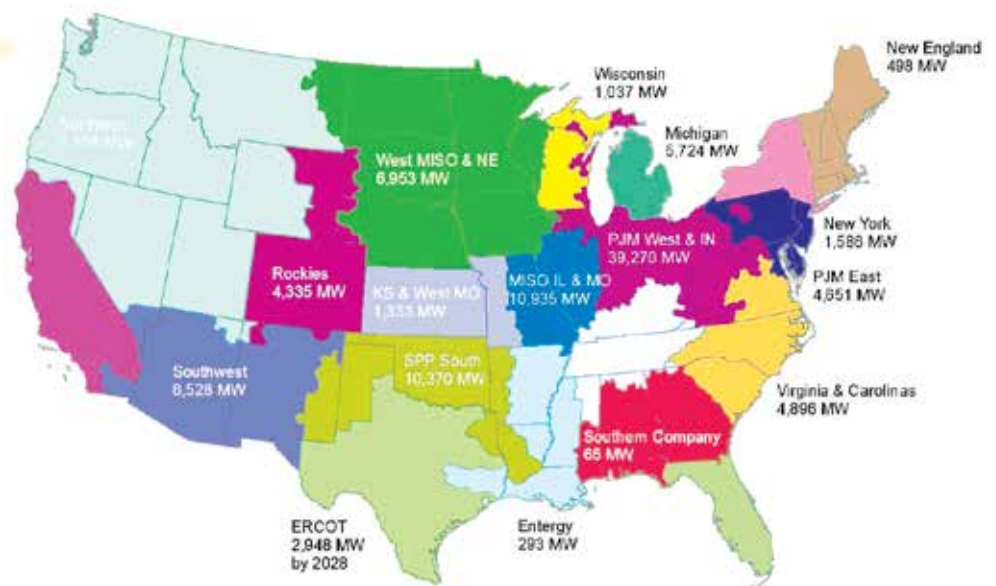 New England
498 MW
Wisconsin
1,037 MW
Michigan
5,724 MW
West MISO & NE
6,953 MW
New York
1,586 MW
PJM West & IN
39,270 MW
PJM East
4,651 MW
Rockies
4,335 MW
KS & West MO
1,333 MW
MISO IL & MO
10,935 MW
Southwest
8,528 MW
SPP South
10,370 MW
Virginia & Carolinas
4,896 MW
Southern Company
65 MW
ERCOT
2,948 MW
by 2028
Entergy
293 MW